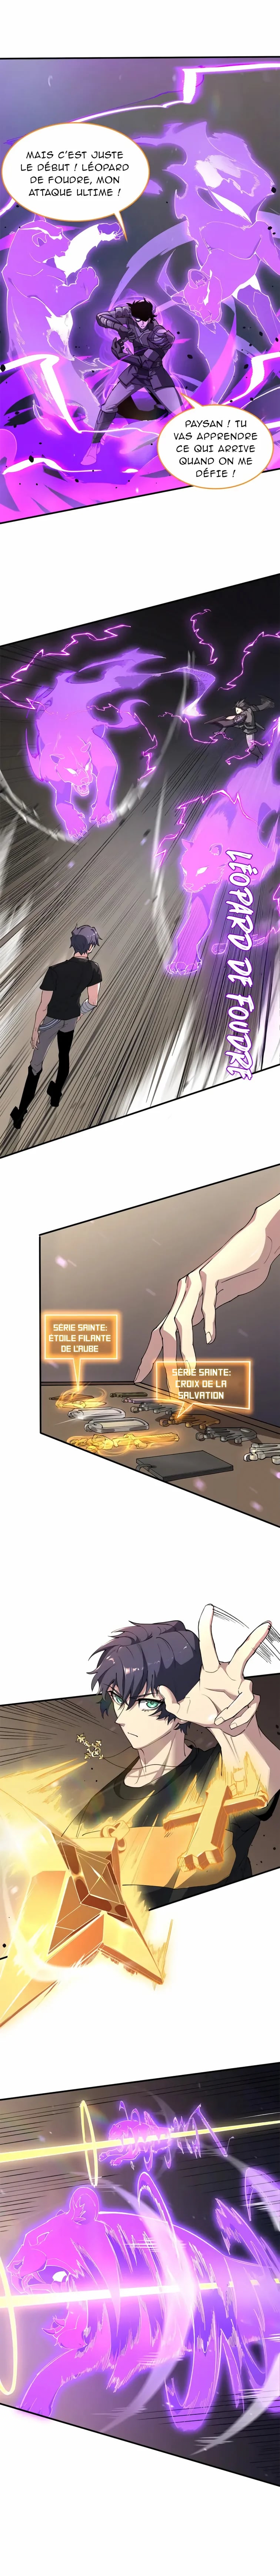 MAIS C'EST JUSTE
LE DÉBUT ! LÉOPARD
DE FOUDRE, MON
ATTAQUE ULTIME !
PAYSAN ! TU
VAS APPRENDRE
CE QUI ARRIVE
QUAND ON ME
DÉFIE !
LÉOPARD DE FOUDRE
SÉRIE SAINTE:
ÉTOILE FILANTE
DE L'AUBE
SÉRIE SAINTE:
CROIX DE LA
SALVATION